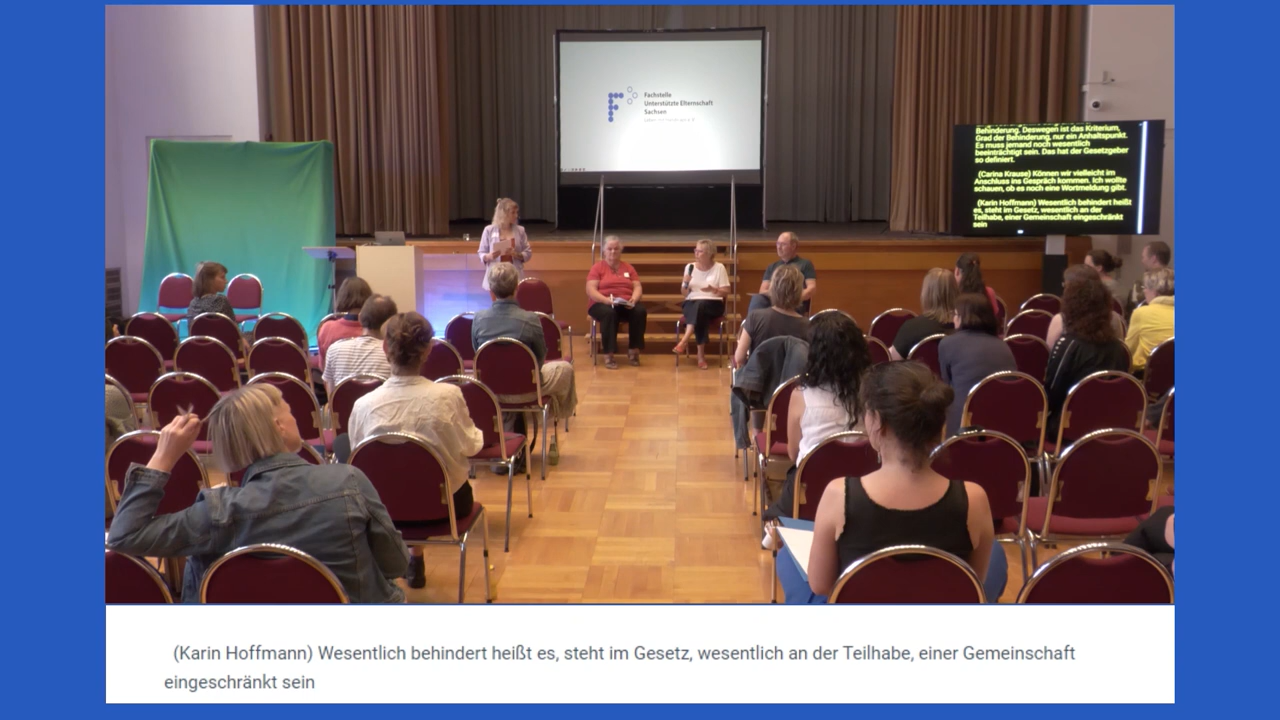 Fachstelle
Unterstützte Elternschaft
Sachsen
Behinderung. Deswegen ist das Kriterium,
Grad der Behinderung, nur ein Anhaltspunkt.
Es muss jemand noch wesentlich
beeinträchtigt sein. Das hat der Gesetzgeber
so definiert.
(Carina Krause) Können wir vielleicht im
Anschluss ins Gespräch kommen. Ich wollte
schauen, ob es noch eine Wortmeldung gibt.
(Karin Hoffmann) Wesentlich behindert heißt
es, steht im Gesetz, wesentlich an der
Teilhabe, einer Gemeinschaft eingeschränkt
sein
(Karin Hoffmann) Wesentlich behindert heißt es, steht im Gesetz, wesentlich an der Teilhabe, einer Gemeinschaft
eingeschränkt sein